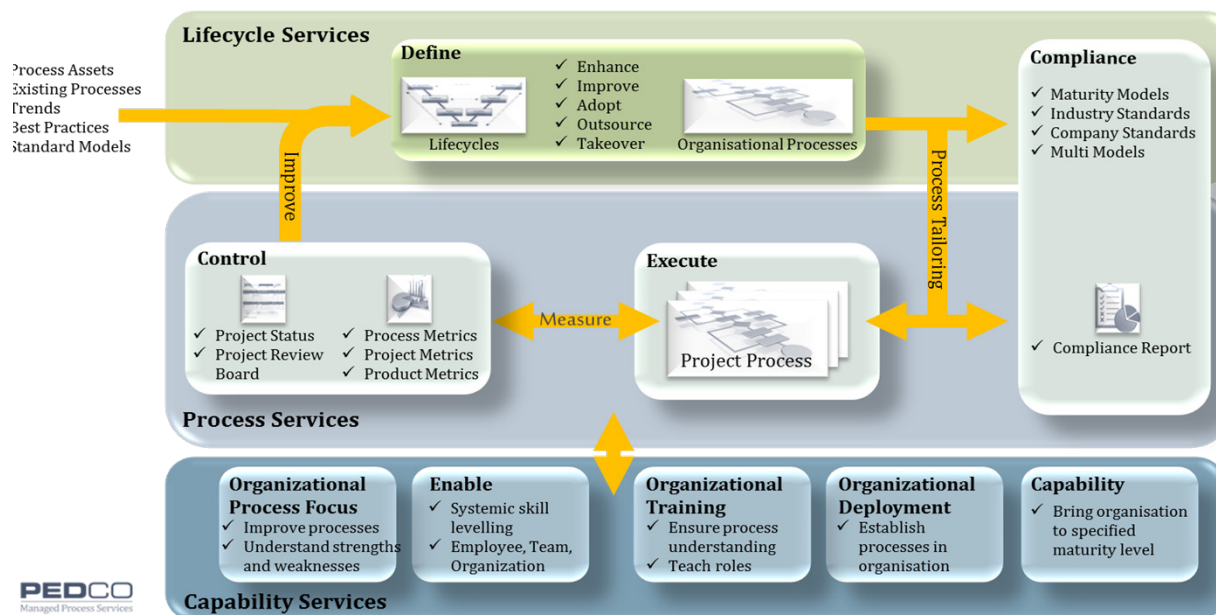 Lifecycle Services
Process Assets
Existing Processes
Trends
Best Practices
Standard Models
Define
Lifecycles
✓ Enhance
✓ Improve
✓ Adopt
✓ Outsource
✓ Takeover
Organisational Processes
Compliance
✓ Maturity Models
✓ Industry Standards
✓ Company Standards
✓ Multi Models
✓ Compliance Report
Improve
Process Tailoring
Control
✓ Project Status
✓ Project Review
Board
✓ Process Metrics
✓ Project Metrics
✓ Product Metrics
Measure
Execute
Project Process
Process Services
Organizational
Process Focus
✓ Improve processes
✓ Understand strengths
and weaknesses
Enable
✓ Systemic skill
levelling
✓ Employee, Team,
Organization
Organizational
Training
✓ Ensure process
understanding
✓ Teach roles
Organizational
Deployment
✓ Establish
processes in
organisation
Capability
✓ Bring organisation
to specified
maturity level
Capability Services
PEDCO
Managed Process Services